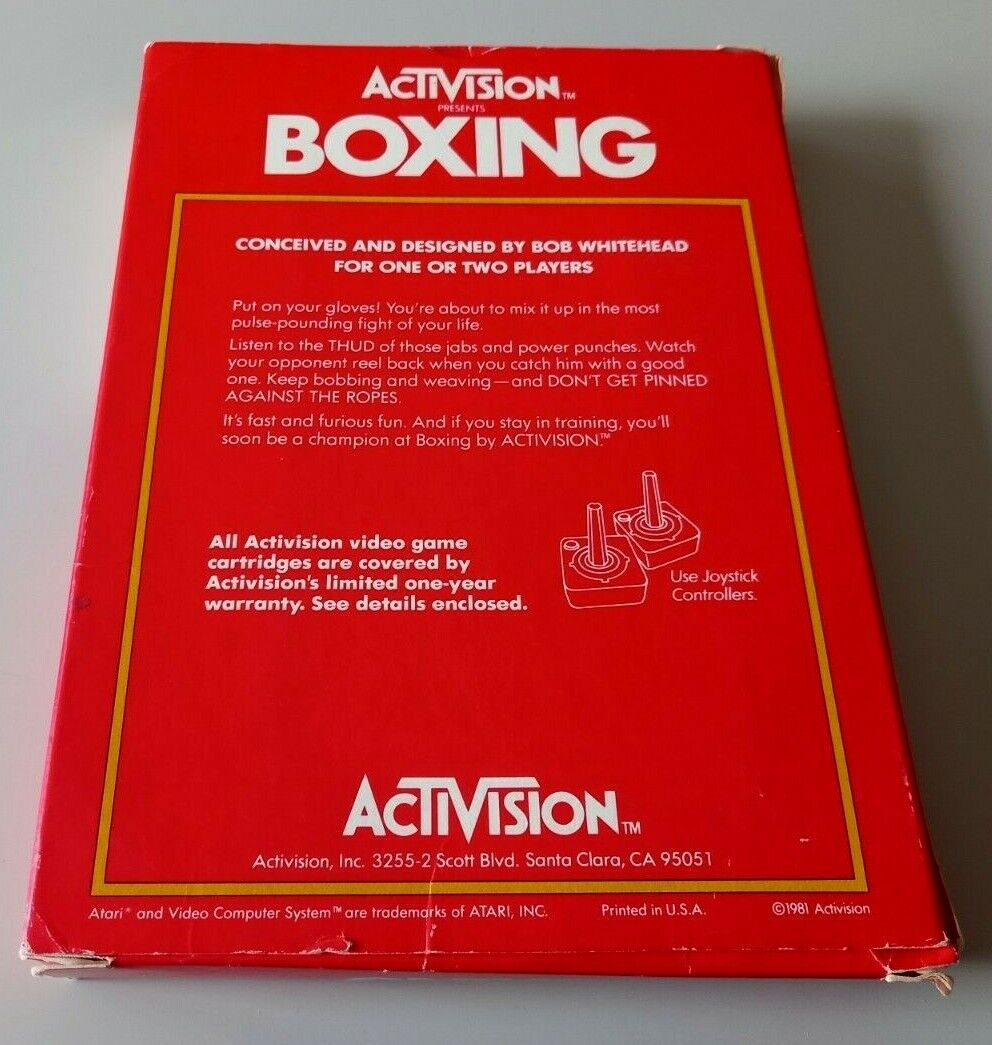 ACTIVISION™
PRESENTS
BOXING
CONCEIVED AND DESIGNED BY BOB WHITEHEAD
FOR ONE OR TWO PLAYERS
Put on your gloves! You're about to mix it up in the most
pulse-pounding fight of your life.
Listen to the THUD of those jabs and power punches. Watch
your opponent reel back when you catch him with a good
one. Keep bobbing and weaving—and DON'T GET PINNED
AGAINST THE ROPES.
It's fast and furious fun. And if you stay in training, you'll
soon be a champion at Boxing by ACTIVISION™
All Activision video game
cartridges are covered by
Activision's limited one-year
warranty. See details enclosed.
Use Joystick
Controllers.
ACTIVISION™
Activision, Inc. 3255-2 Scott Blvd. Santa Clara, CA 95051
Atari® and Video Computer System™ are trademarks of ATARI, INC. Printed in U.S.A. ©1981 Activision